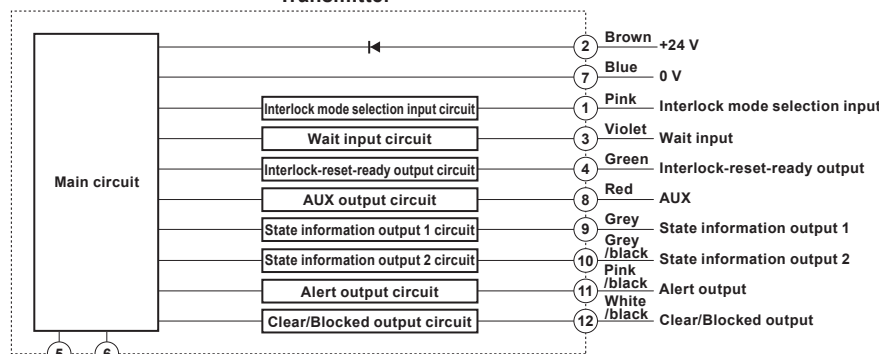 Transmitter
2 Brown +24 V
7 Blue 0 V
Interlock mode selection input circuit 1 Pink Interlock mode selection input
Wait input circuit 3 Violet Wait input
Interlock-reset-ready output circuit 4 Green Interlock-reset-ready output
Main circuit
AUX output circuit 8 Red AUX
State information output 1 circuit 9 Grey State information output 1
State information output 2 circuit 10 Grey /black State information output 2
Alert output circuit 11 Pink /black Alert output
Clear/Blocked output circuit 12 White /black Clear/Blocked output
5 6